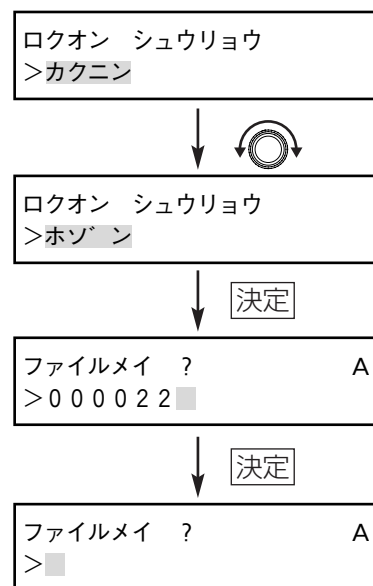 ロクオン　シュウリョウ
＞カクニン
ロクオン　シュウリョウ
＞ホゾン
決定
ファイルメイ　？　A
＞００００２２
決定
ファイルメイ　？　A
＞